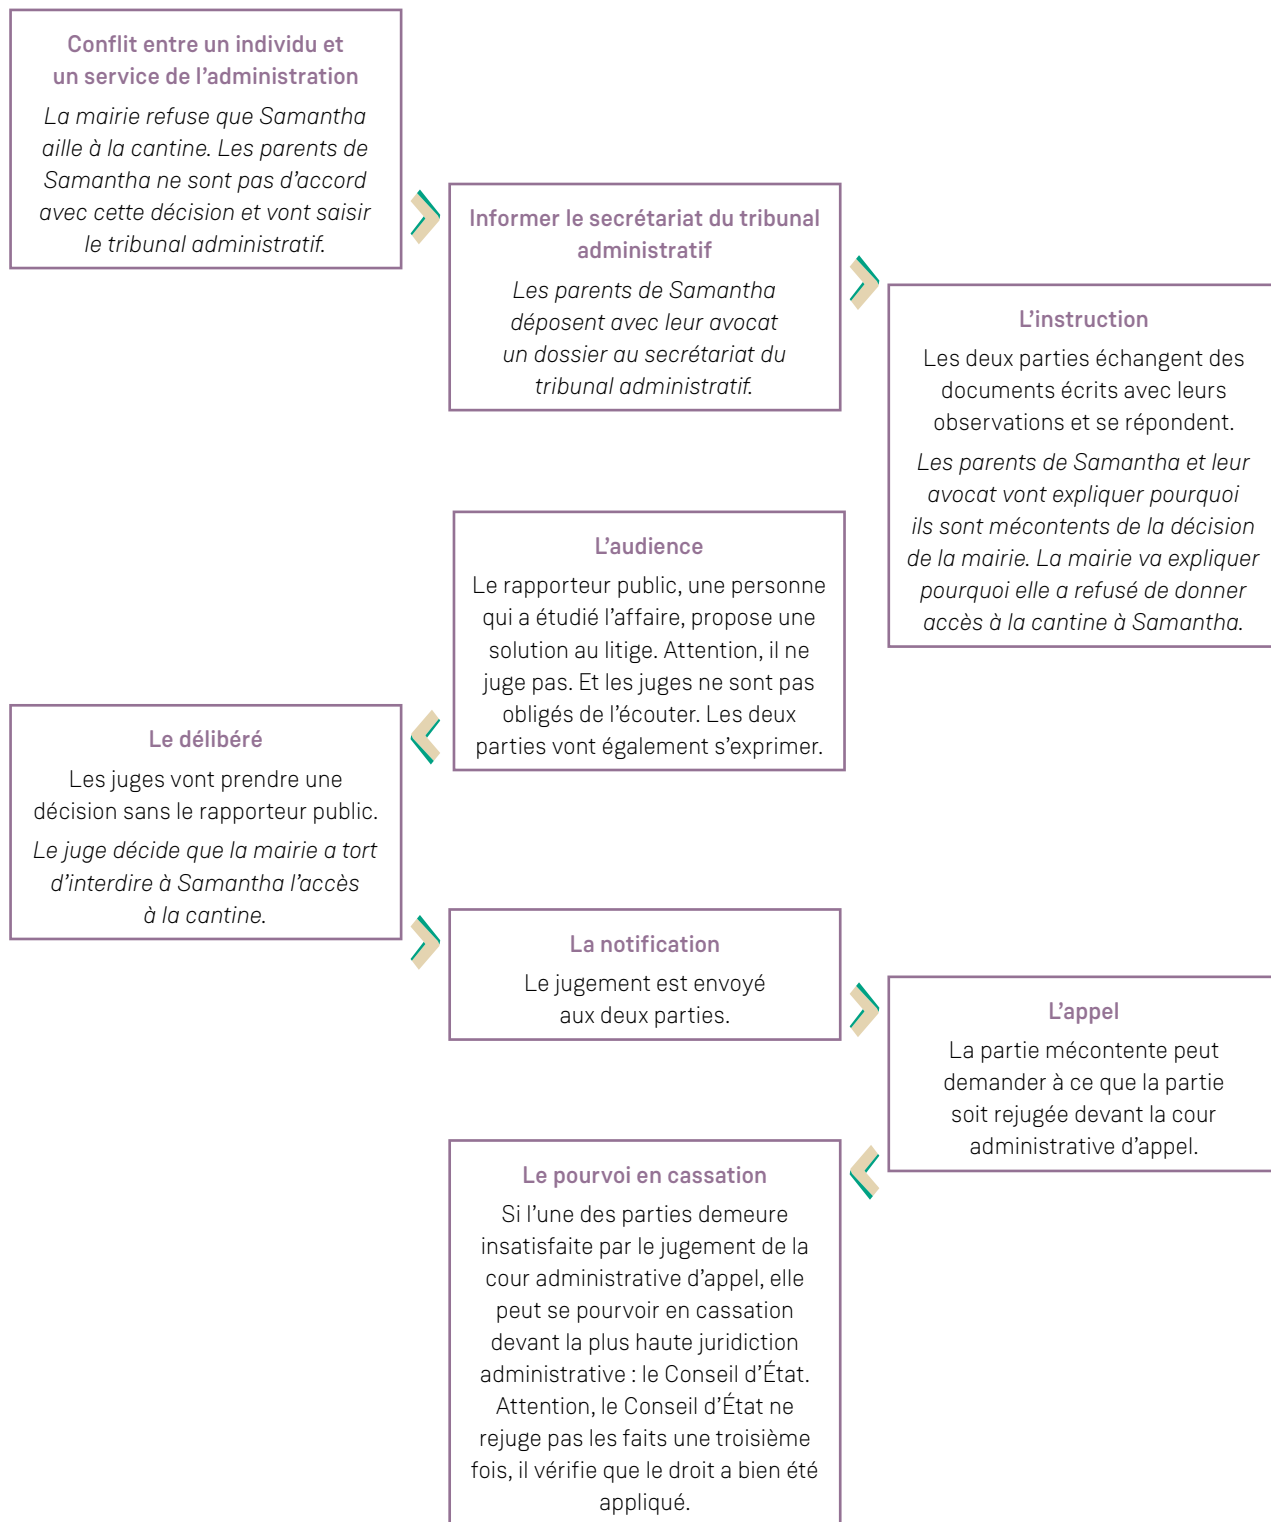 Conflit entre un individu et
un service de l’administration
La mairie refuse que Samantha
aille à la cantine. Les parents de
Samantha ne sont pas d’accord
avec cette décision et vont saisir
le tribunal administratif.
Informer le secrétariat du tribunal
administratif
Les parents de Samantha
déposent avec leur avocat
un dossier au secrétariat du
tribunal administratif.
L’instruction
Les deux parties échangent des
documents écrits avec leurs
observations et se répondent.
Les parents de Samantha et leur
avocat vont expliquer pourquoi
ils sont mécontents de la décision
de la mairie. La mairie va expliquer
pourquoi elle a refusé de donner
accès à la cantine à Samantha.
L’audience
Le rapporteur public, une personne
qui a étudié l’affaire, propose une
solution au litige. Attention, il ne
juge pas. Et les juges ne sont pas
obligés de l’écouter. Les deux
parties vont également s’exprimer.
Le délibéré
Les juges vont prendre une
décision sans le rapporteur public.
Le juge décide que la mairie a tort
d’interdire à Samantha l’accès
à la cantine.
La notification
Le jugement est envoyé
aux deux parties.
L’appel
La partie mécontente peut
demander à ce que la partie
soit rejugée devant la cour
administrative d’appel.
Le pourvoi en cassation
Si l’une des parties demeure
insatisfaite par le jugement de la
cour administrative d’appel, elle
peut se pourvoir en cassation
devant la plus haute juridiction
administrative : le Conseil d’État.
Attention, le Conseil d’État ne
rejuge pas les faits une troisième
fois, il vérifie que le droit a bien été
appliqué.